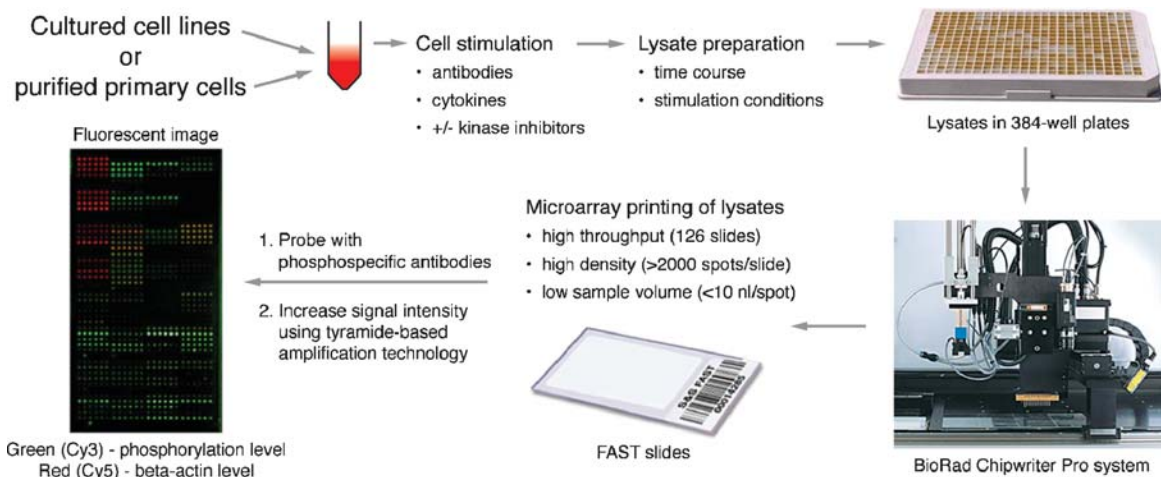 Cultured cell lines
or
purified primary cells
Cell stimulation
• antibodies
• cytokines
• +/- kinase inhibitors
Lysate preparation
• time course
• stimulation conditions
Lysates in 384-well plates
BioRad Chipwriter Pro system
Microarray printing of lysates
• high throughput (126 slides)
• high density (>2000 spots/slide)
• low sample volume (<10 nl/spot)
S&S FAST
00014285
FAST slides
1. Probe with
phosphospecific antibodies
2. Increase signal intensity
using tyramide-based
amplification technology
Fluorescent image
Green (Cy3) - phosphorylation level
Red (Cy5) - beta-actin level